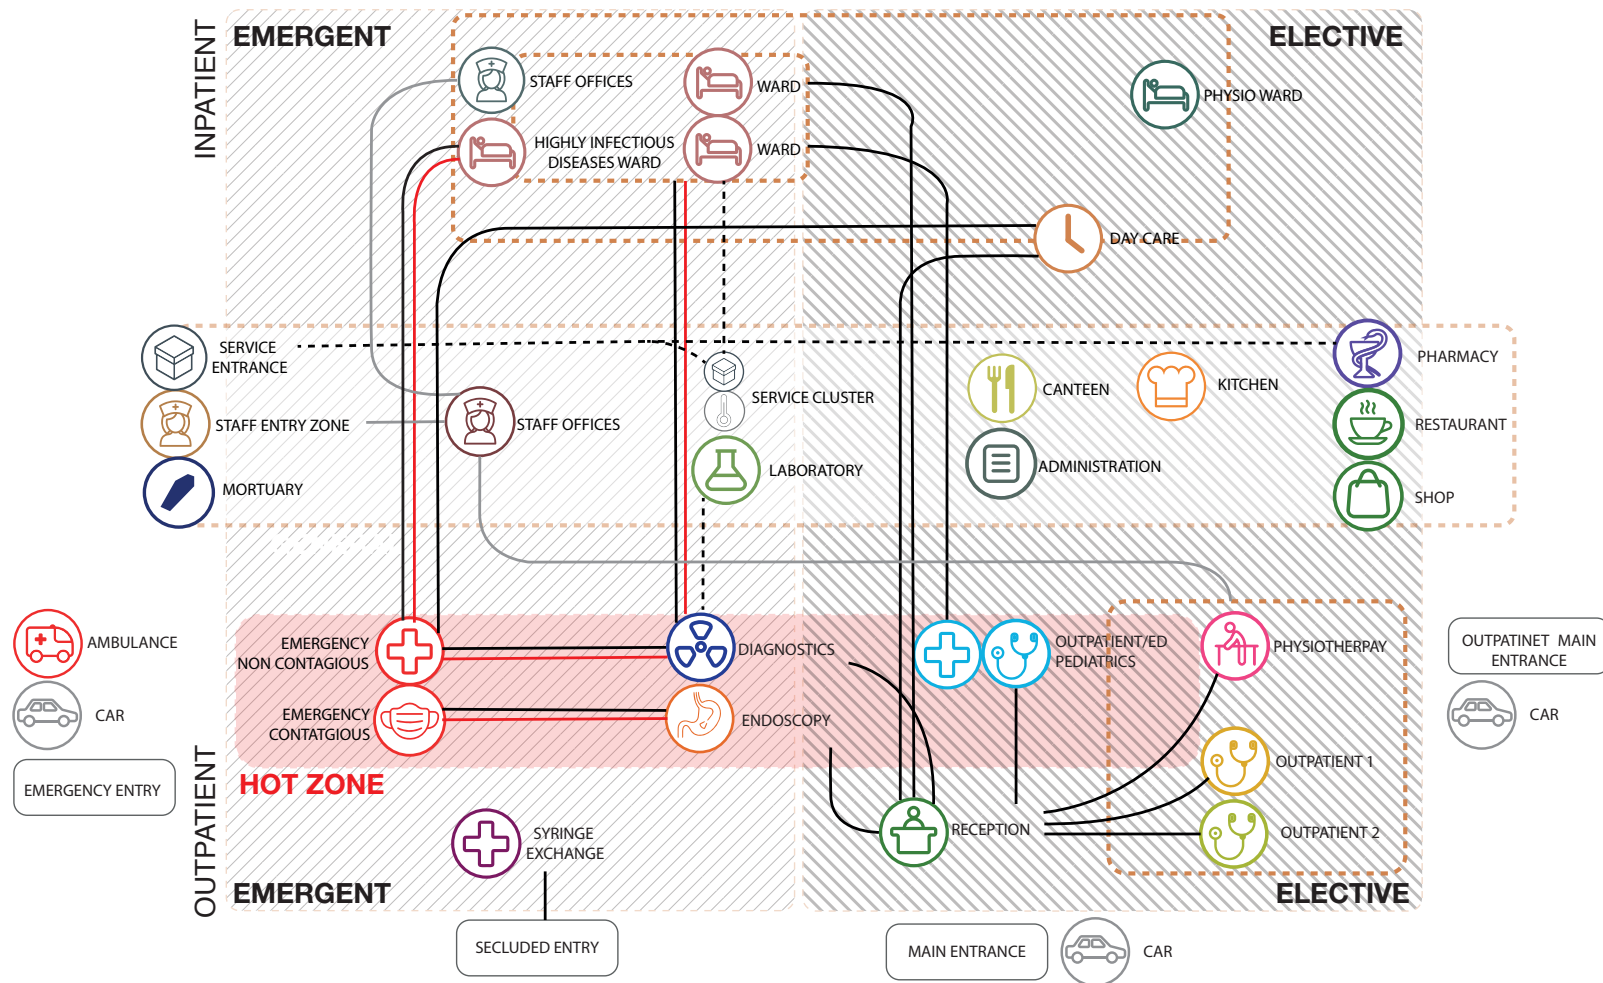 INPATIENT
EMERGENT
ELECTIVE
STAFF OFFICES
WARD
PHYSIO WARD
HIGHLY INFECTIOUS
DISEASES WARD
WARD
DAY CARE
SERVICE
ENTRANCE
PHARMACY
SERVICE CLUSTER
CANTEEN
KITCHEN
STAFF ENTRY ZONE
STAFF OFFICES
RESTAURANT
LABORATORY
ADMINISTRATION
MORTUARY
SHOP
AMBULANCE
EMERGENCY
NON CONTAGIOUS
DIAGNOSTICS
OUTPATIENT/ED
PEDIATRICS
PHYSIOTHERPAY
OUTPATINET MAIN
ENTRANCE
CAR
EMERGENCY
CONTATGIOUS
ENDOSCOPY
CAR
OUTPATIENT 1
HOT ZONE
EMERGENCY ENTRY
OUTPATIENT
SYRINGE
EXCHANGE
RECEPTION
OUTPATIENT 2
EMERGENT
ELECTIVE
SECLUDED ENTRY
MAIN ENTRANCE
CAR